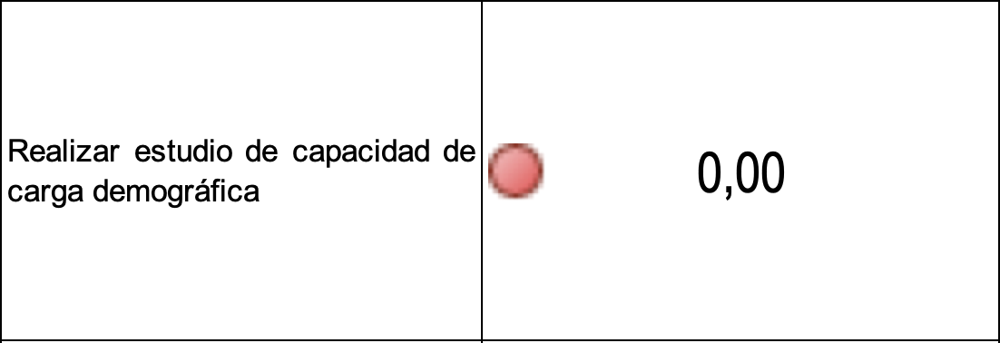 Realizar estudio de capacidad de
carga demográfica
0,00